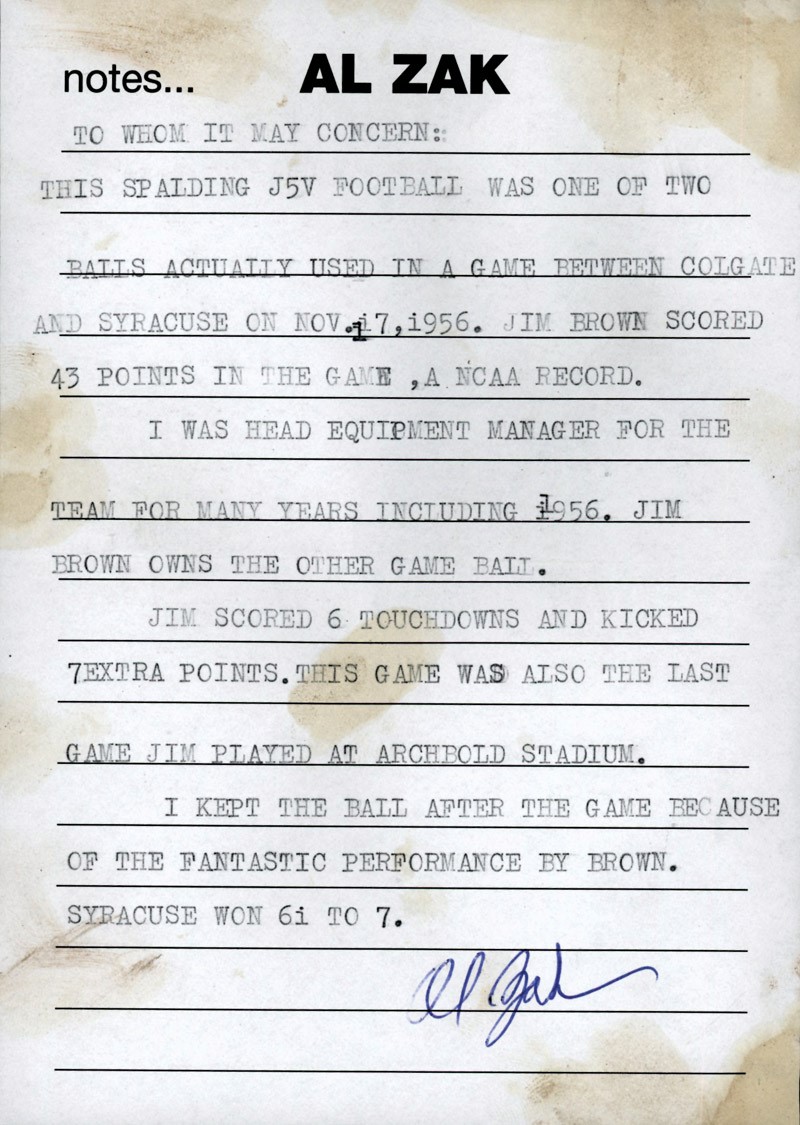 notes... AL ZAK
TO WHOM IT MAY CONCERN:
THIS SPALDING J5V FOOTBALL WAS ONE OF TWO
BALLS ACTUALLY USED IN A GAME BETWEEN COLGATE
AND SYRACUSE ON NOV. 17,i956. JIM BROWN SCORED
43 POINTS IN THE GAME ,A NCAA RECORD.
I WAS HEAD EQUIPMENT MANAGER FOR THE
TEAM FOR MANY YEARS INCLUDING 1956. JIM
BROWN OWNS THE OTHER GAME BALL.
JIM SCORED 6 TOUCHDOWNS AND KICKED
7EXTRA POINTS.THIS GAME WAS ALSO THE LAST
GAME JIM PLAYED AT ARCHBOLD STADIUM.
I KEPT THE BALL AFTER THE GAME BECAUSE
OF THE FANTASTIC PERFORMANCE BY BROWN.
SYRACUSE WON 6i TO 7.
Al Zak